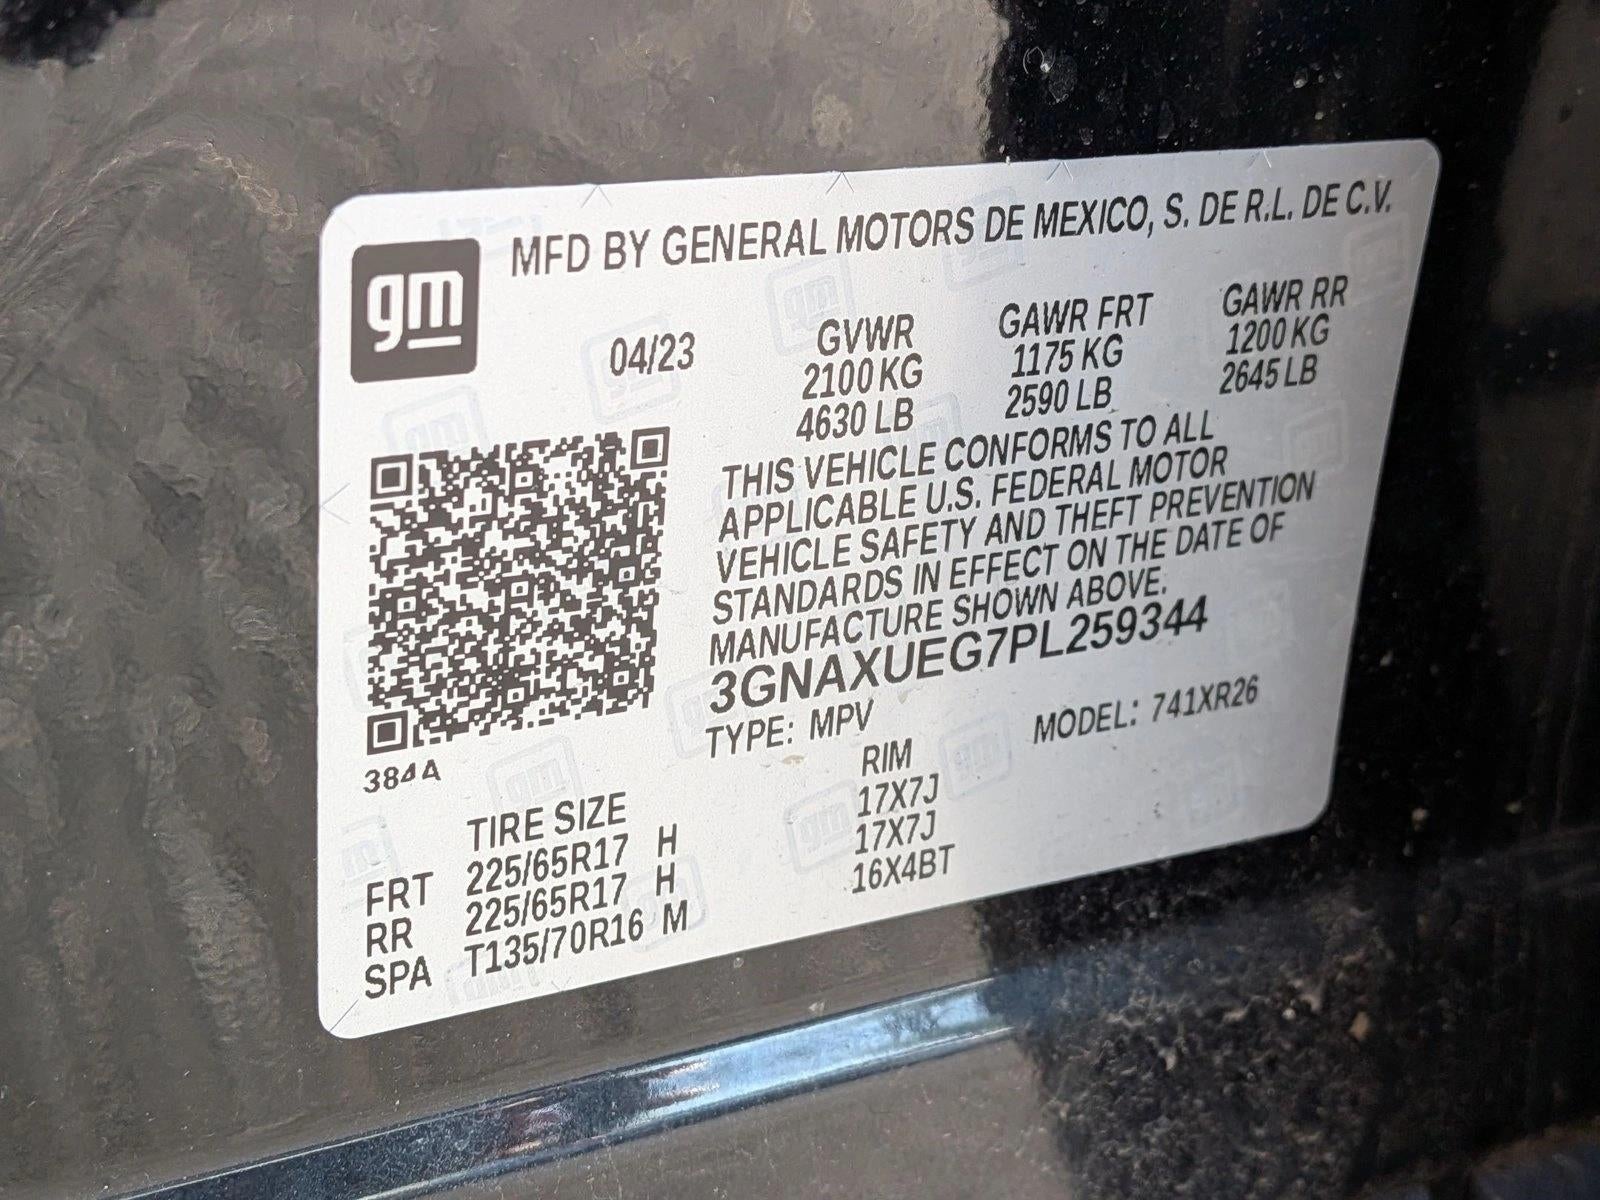 gm
MFD BY GENERAL MOTORS DE MEXICO, S. DE R.L. DE C.V.
04/23 GVWR GAWR FRT GAWR RR
2100 KG 1175 KG 1200 KG
4630 LB 2590 LB 2645 LB
THIS VEHICLE CONFORMS TO ALL
APPLICABLE U.S. FEDERAL MOTOR
VEHICLE SAFETY AND THEFT PREVENTION
STANDARDS IN EFFECT ON THE DATE OF
MANUFACTURE SHOWN ABOVE.
3GNAXUEG7PL259344
TYPE: MPV MODEL: 741XR26
384A
TIRE SIZE RIM
FRT 225/65R17 H 17X7J
RR 225/65R17 H 17X7J
SPA T135/70R16 M 16X4BT